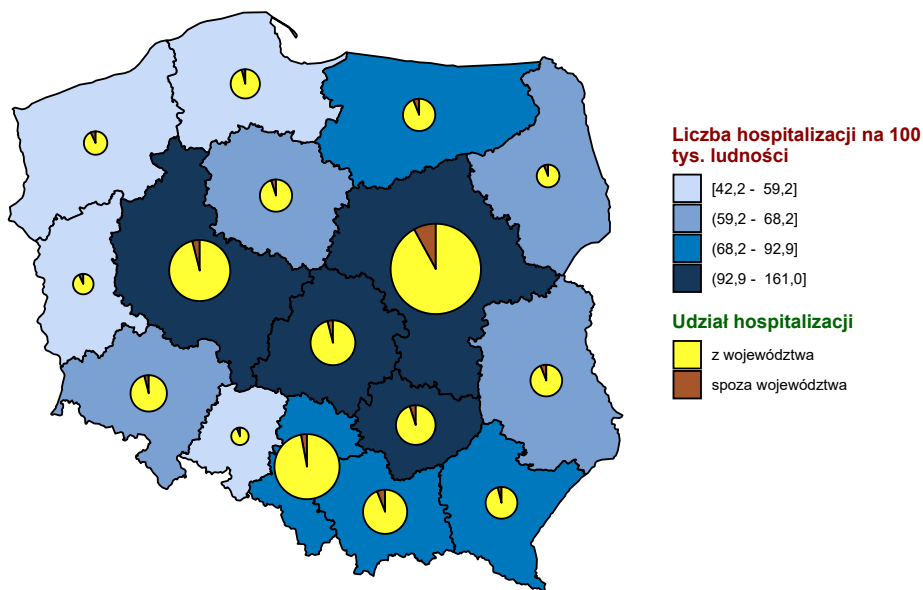 Liczba hospitalizacji na 100
tys. ludności
[42,2 - 59,2]
(59,2 - 68,2]
(68,2 - 92,9]
(92,9 - 161,0]
Udział hospitalizacji
z województwa
spoza województwa